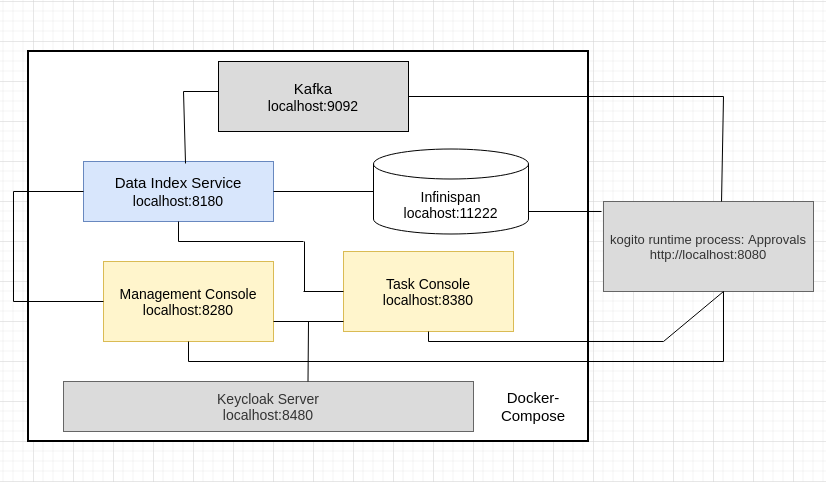 Kafka
localhost:9092
Data Index Service
localhost:8180
Infinispan
locahost:11222
kogito runtime process: Approvals
http://localhost:8080
Management Console
localhost:8280
Task Console
localhost:8380
Keycloak Server
localhost:8480
Docker-
Compose